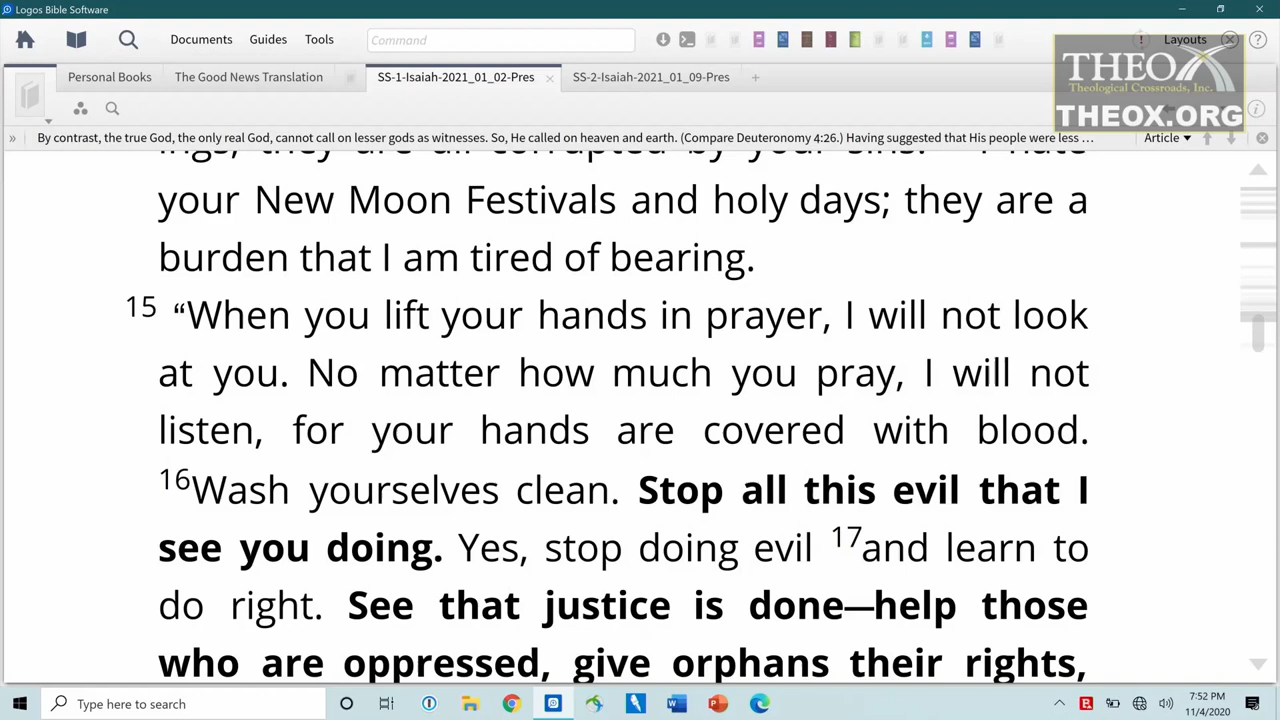 Logos Bible Software
Documents Guides Tools Command Layouts
THEOX
Theological Crossroads, Inc.
THEOX.ORG
Personal Books The Good News Translation SS-1-Isaiah-2021_01_02-Pres SS-2-Isaiah-2021_01_09-Pres
» By contrast, the true God, the only real God, cannot call on lesser gods as witnesses. So, He called on heaven and earth. (Compare Deuteronomy 4:26.) Having suggested that His people were less ... Article
your New Moon Festivals and holy days; they are a
burden that I am tired of bearing.
15 “When you lift your hands in prayer, I will not look
at you. No matter how much you pray, I will not
listen, for your hands are covered with blood.
16Wash yourselves clean. Stop all this evil that I
see you doing. Yes, stop doing evil 17and learn to
do right. See that justice is done—help those
who are oppressed, give orphans their rights,
Type here to search
7:52 PM
11/4/2020